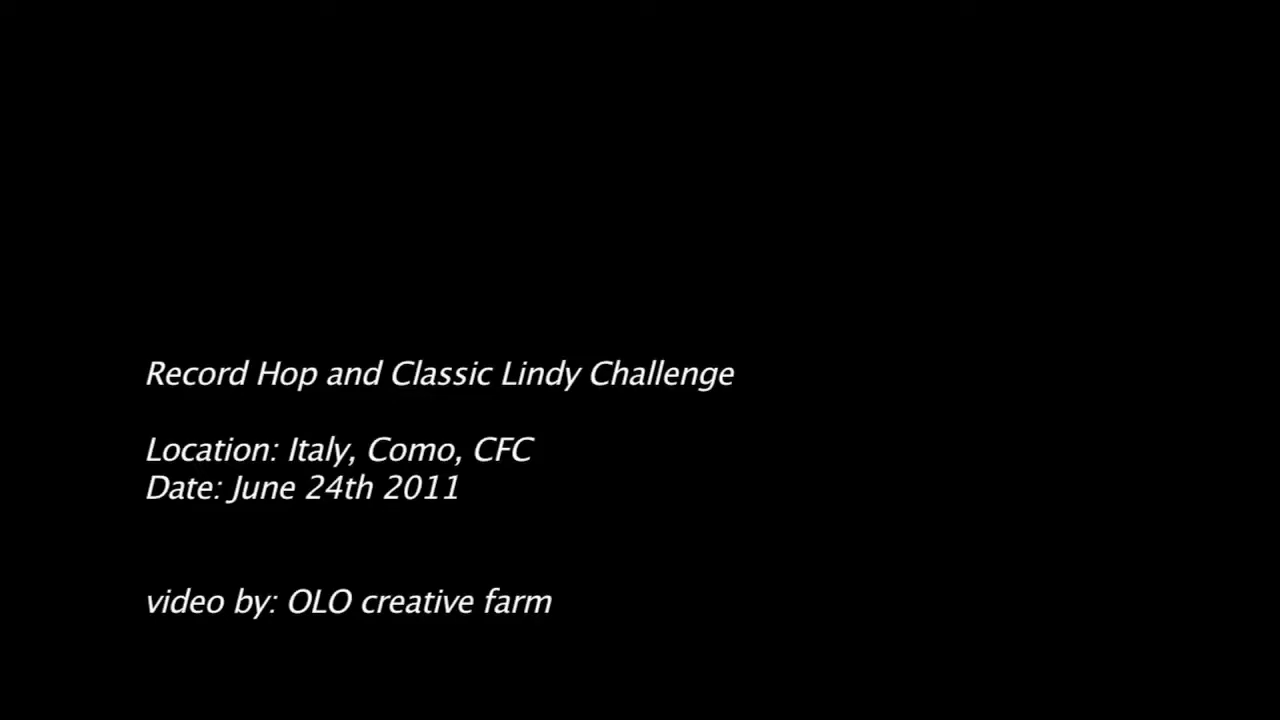 Record Hop and Classic Lindy Challenge
Location: Italy, Como, CFC
Date: June 24th 2011
video by: OLO creative farm